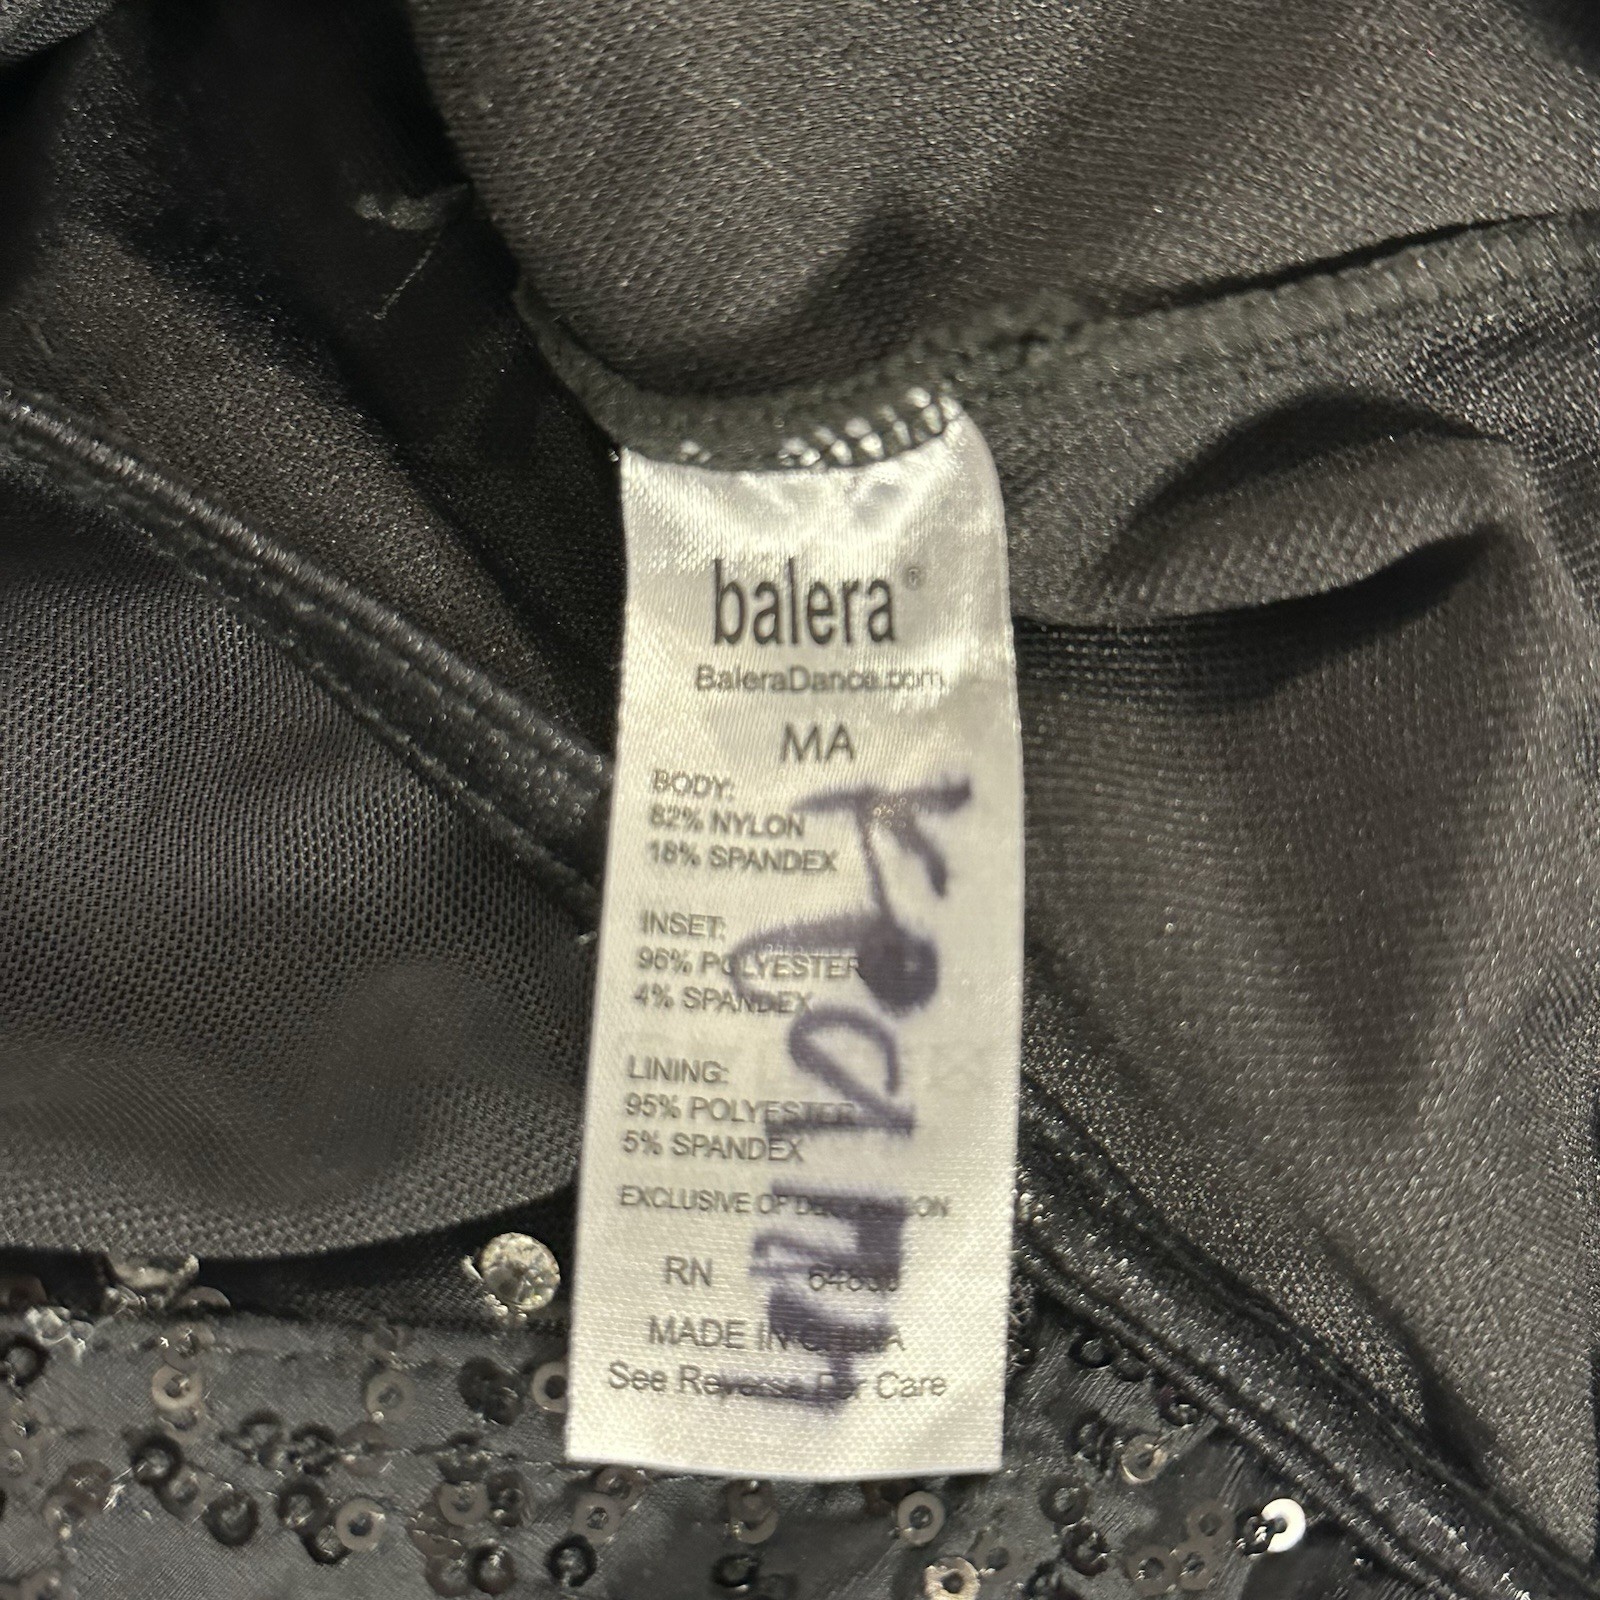 balera®
BaleraDance.com
MA
BODY:
82% NYLON
18% SPANDEX
INSET:
96% POLYESTER
4% SPANDEX
LINING:
95% POLYESTER
5% SPANDEX
EXCLUSIVE OF DECORATION
RN
MADE IN CHINA
See Reverse For Care